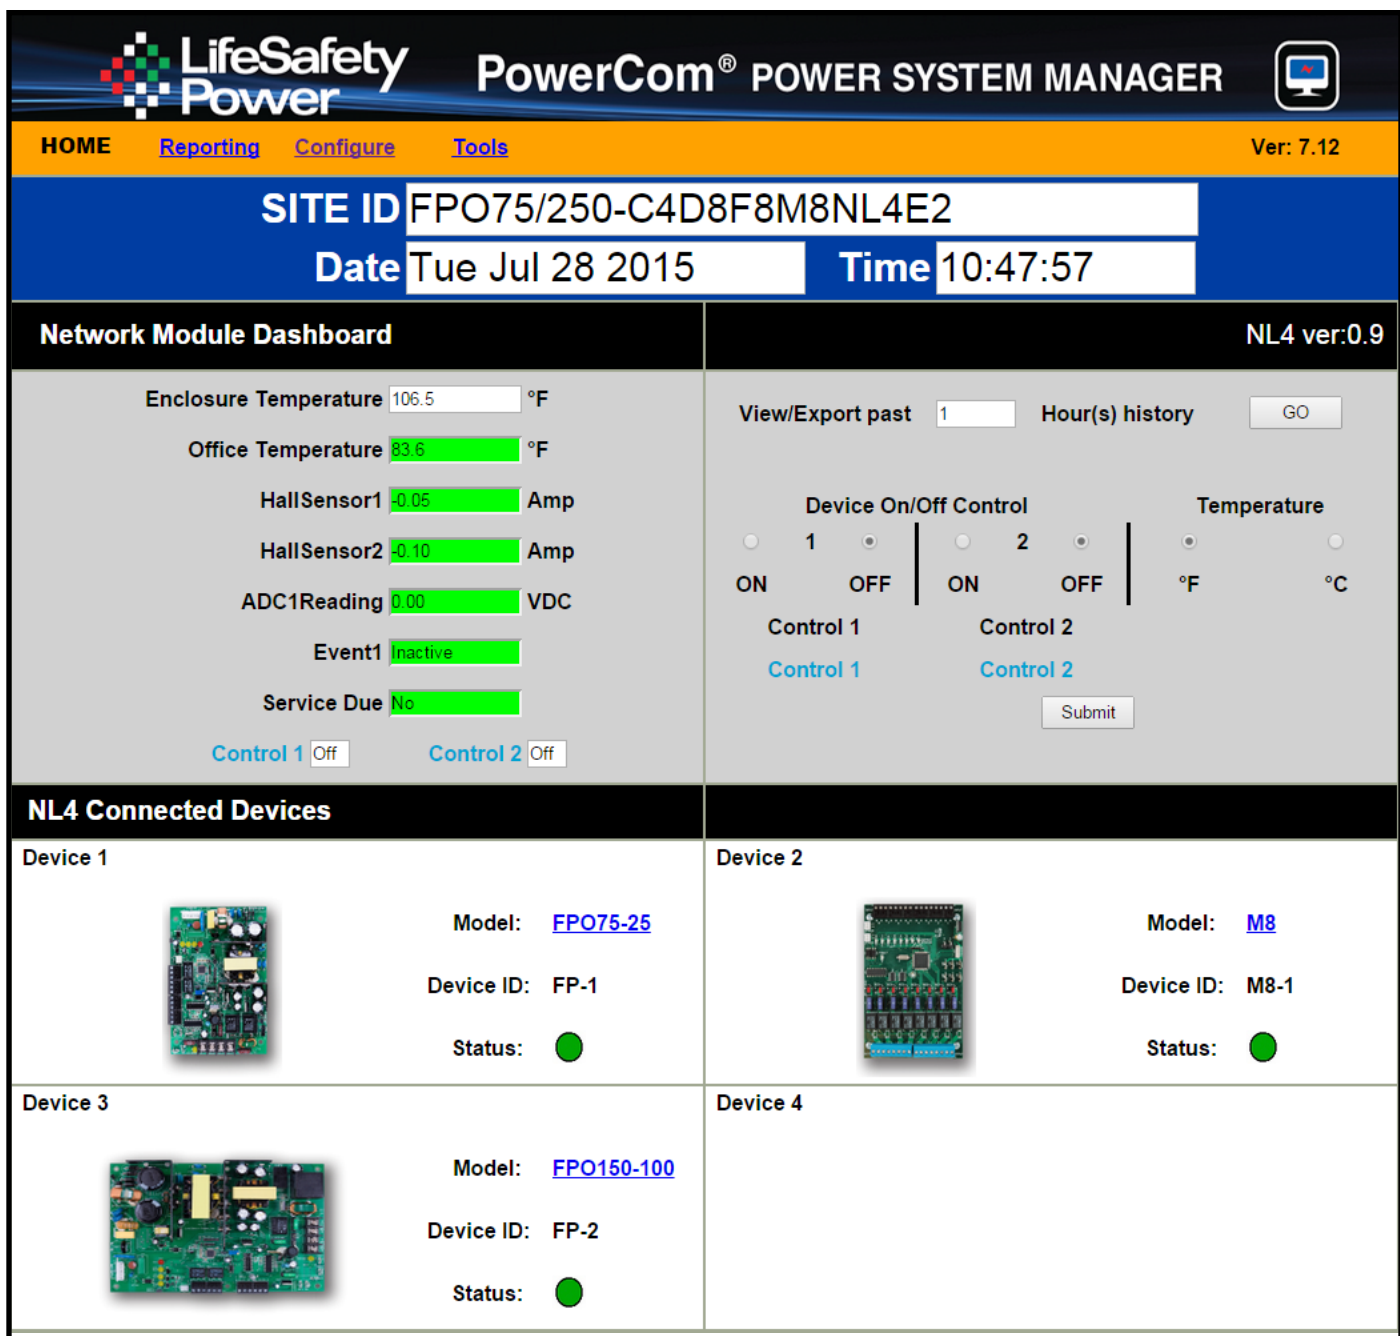 LifeSafety
Power
PowerCom® POWER SYSTEM MANAGER
HOME Reporting Configure Tools Ver: 7.12
SITE ID FPO75/250-C4D8F8M8NL4E2
Date Tue Jul 28 2015 Time 10:47:57
Network Module Dashboard NL4 ver:0.9
Enclosure Temperature 106.5 °F
Office Temperature 83.6 °F
HallSensor1 -0.05 Amp
HallSensor2 -0.10 Amp
ADC1Reading 0.00 VDC
Event1 Inactive
Service Due No
Control 1 Off Control 2 Off
View/Export past 1 Hour(s) history GO
Device On/Off Control Temperature
1 2
ON OFF ON OFF °F °C
Control 1 Control 2
Control 1 Control 2
Submit
NL4 Connected Devices
Device 1
Model: FPO75-25
Device ID: FP-1
Status:
Device 2
Model: M8
Device ID: M8-1
Status:
Device 3
Model: FPO150-100
Device ID: FP-2
Status:
Device 4